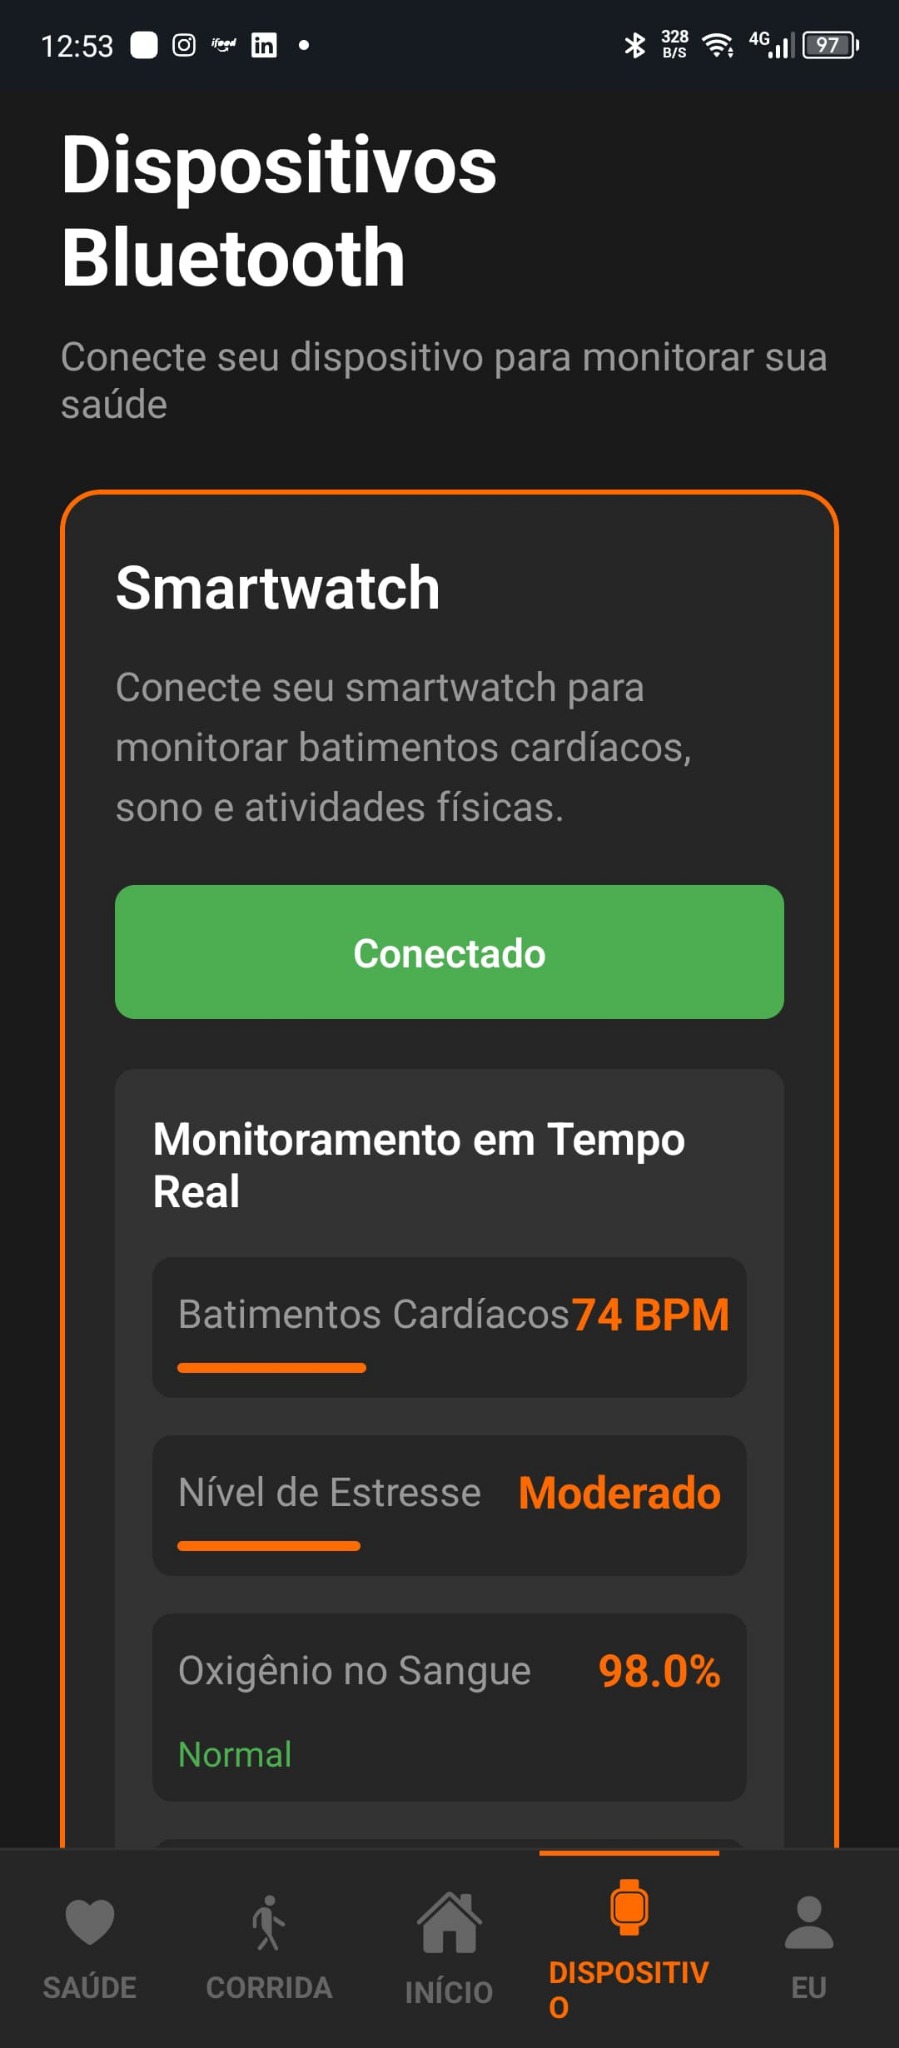 12:53
ifood
in
328
B/S
4G
97
Dispositivos
Bluetooth
Conecte seu dispositivo para monitorar sua
saúde
Smartwatch
Conecte seu smartwatch para
monitorar batimentos cardíacos,
sono e atividades físicas.
Conectado
Monitoramento em Tempo
Real
Batimentos Cardíacos 74 BPM
Nível de Estresse Moderado
Oxigênio no Sangue 98.0%
Normal
SAÚDE
CORRIDA
INÍCIO
DISPOSITIV
O
EU